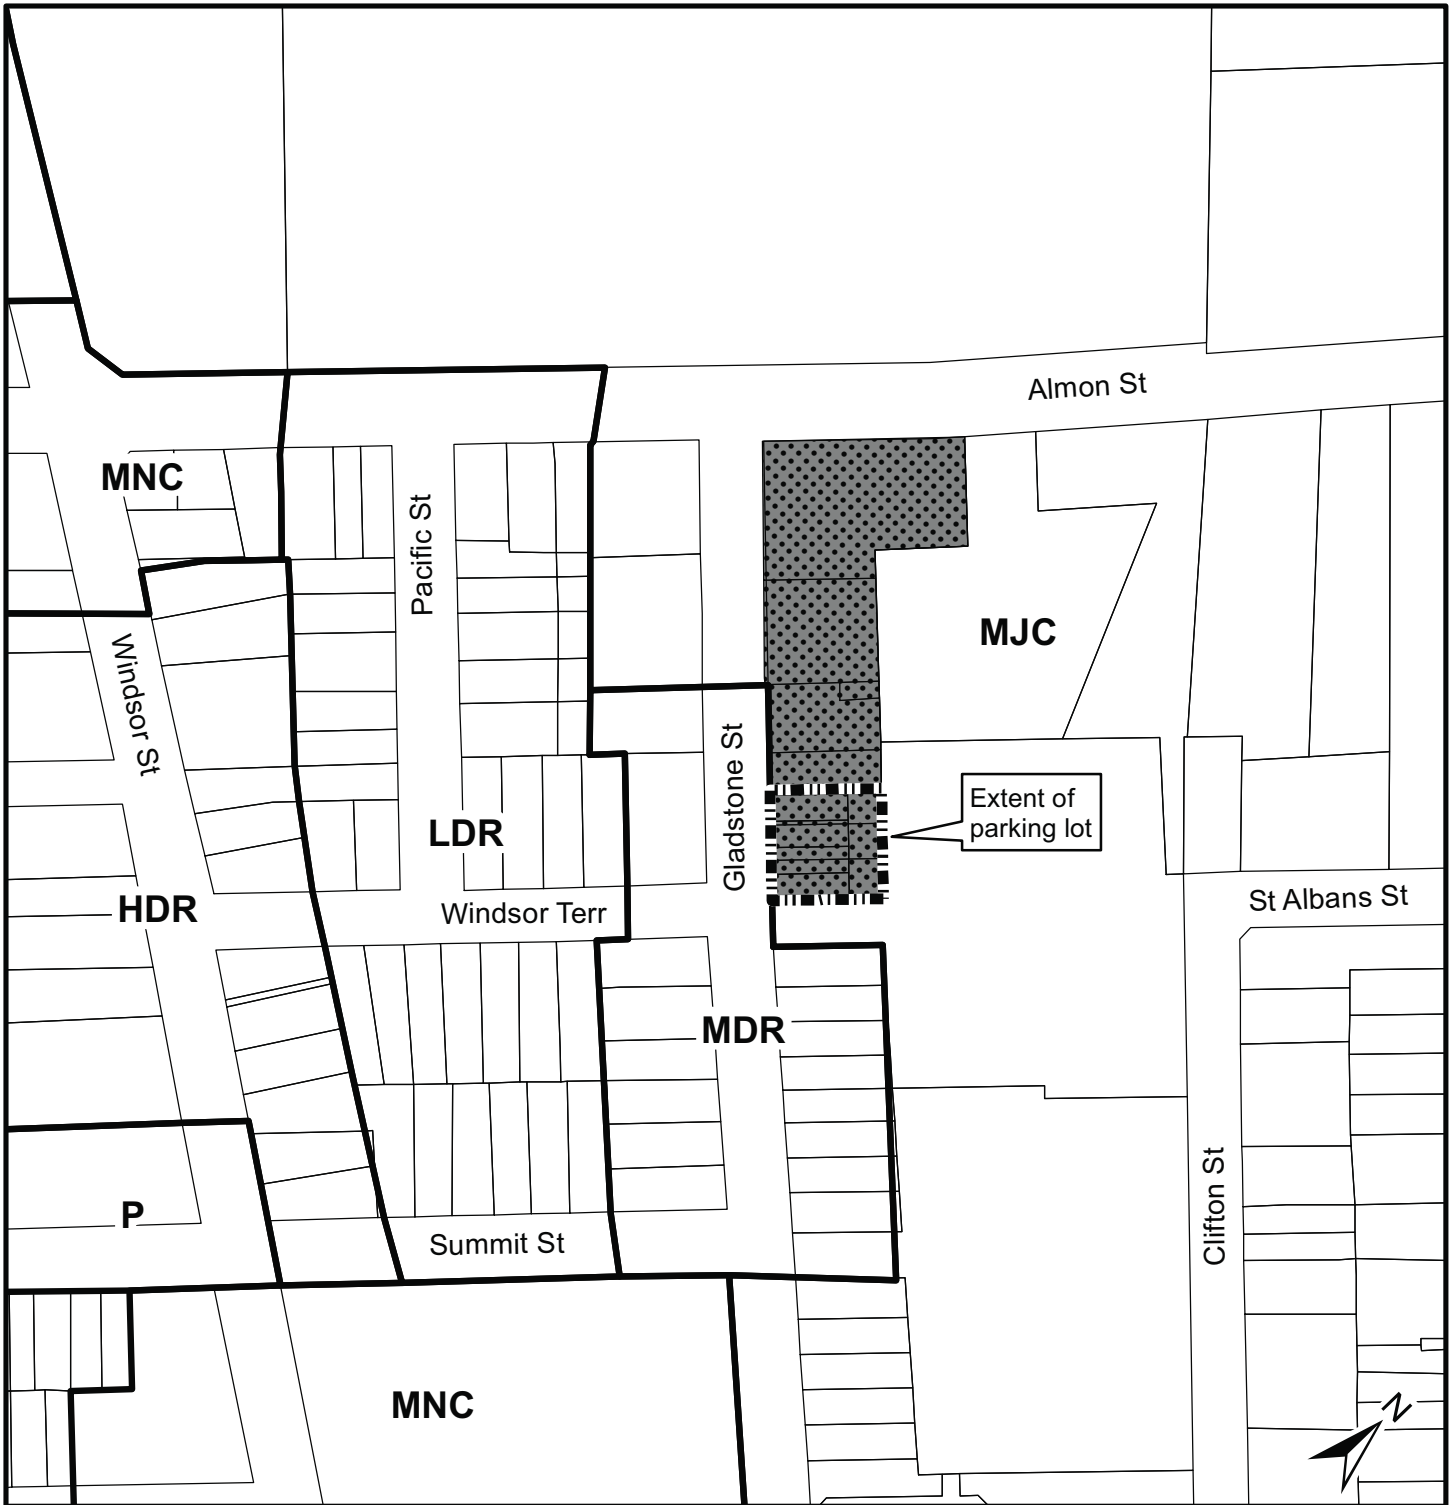 Almon St
MNC
Pacific St
MJC
Windsor St
Gladstone St
Extent of
parking lot
LDR
HDR
Windsor Terr
St Albans St
MDR
Clifton St
P
Summit St
MNC
N